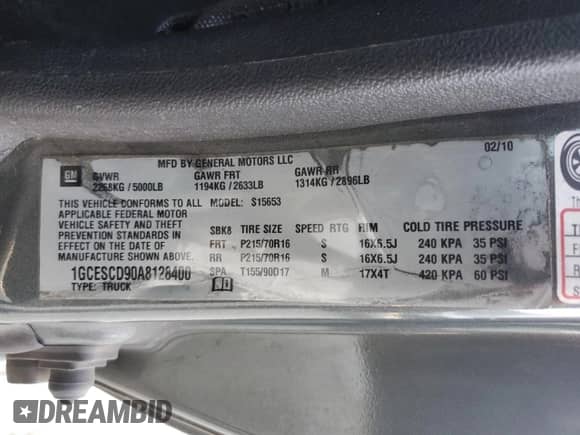 GM
MFD BY GENERAL MOTORS LLC
02/10
GVWR GAWR FRT GAWR RR
2268KG / 5000LB 1194KG / 2633LB 1314KG / 2896LB
THIS VEHICLE CONFORMS TO ALL MODEL: S15653
APPLICABLE FEDERAL MOTOR
VEHICLE SAFETY AND THEFT
PREVENTION STANDARDS IN
EFFECT ON THE DATE OF
MANUFACTURE SHOWN ABOVE.
1GCESCD90A8128400
TYPE: TRUCK
SBK8 TIRE SIZE SPEED RTG RIM COLD TIRE PRESSURE
FRT P215/70R16 S 16X6.5J 240 KPA 35 PSI
RR P215/70R16 S 16X6.5J 240 KPA 35 PSI
SPA T155/90D17 M 17X4T 420 KPA 60 PSI
DREAMBID